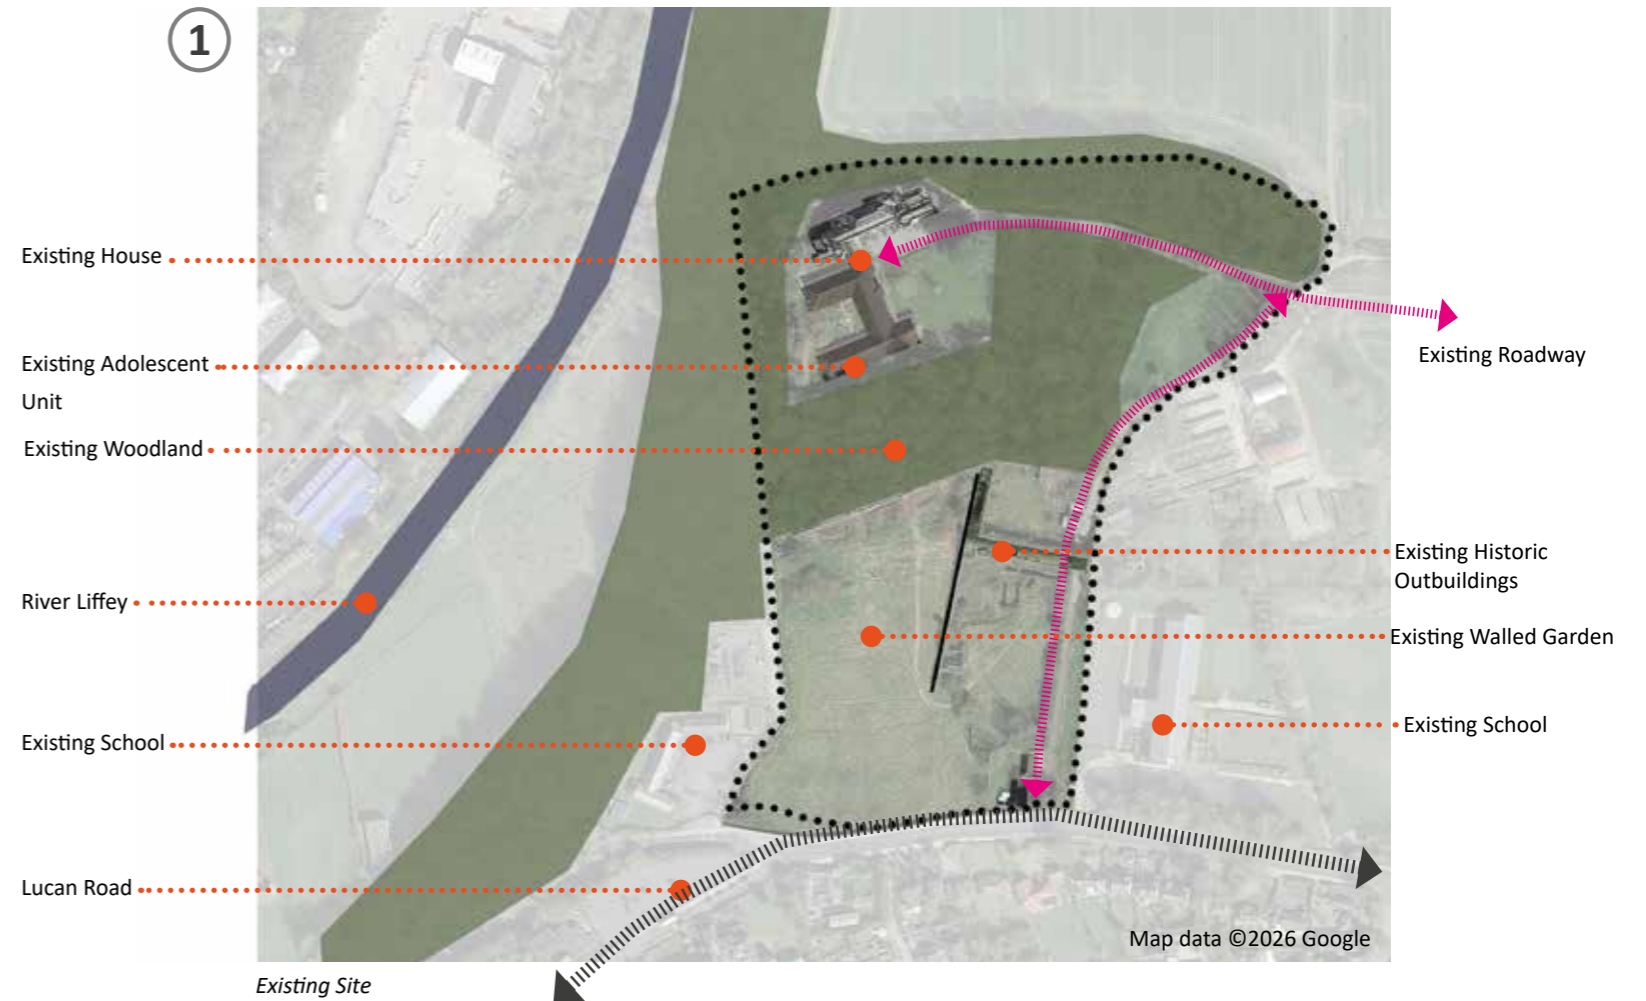 1
Existing House
Existing Adolescent
Unit
Existing Woodland
River Liffey
Existing School
Lucan Road
Existing Roadway
Existing Historic
Outbuildings
Existing Walled Garden
Existing School
Map data ©2026 Google
Existing Site